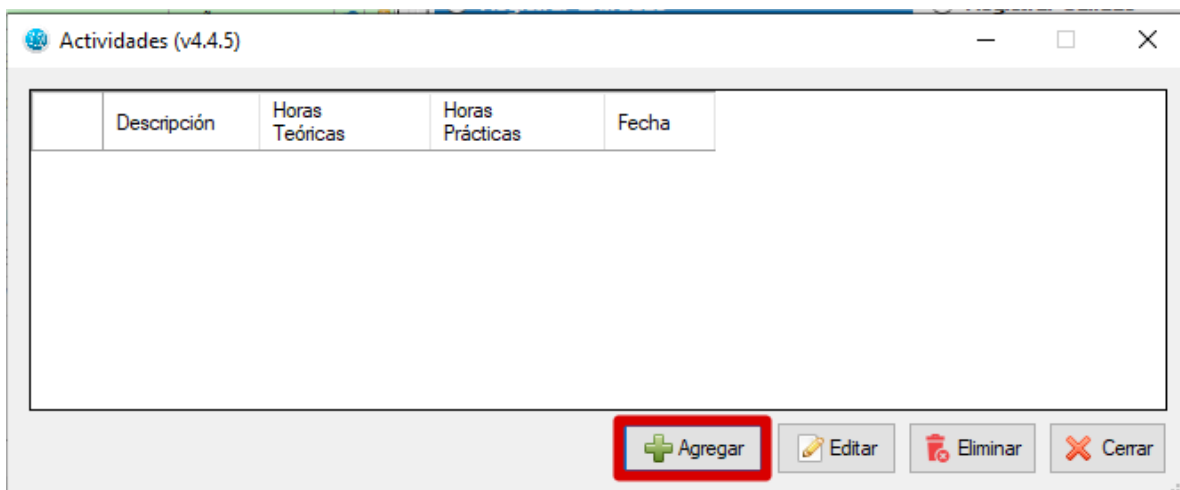 Actividades (v4.4.5)
Descripción
Horas
Teóricas
Horas
Prácticas
Fecha
Agregar
Editar
Eliminar
Cerrar